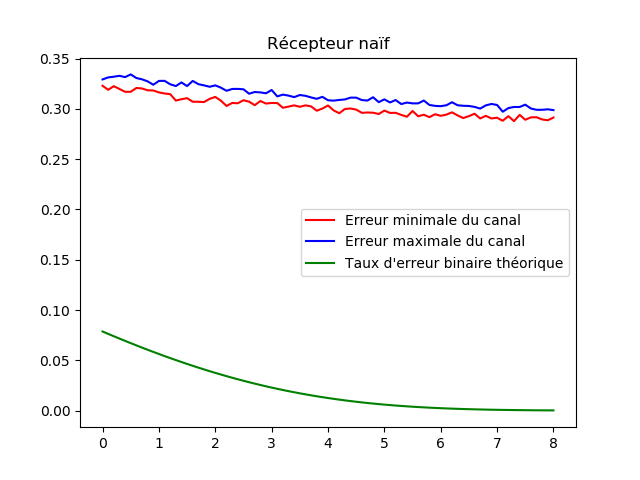 Récepteur naïf
0.35
0.30
0.25
0.20
0.15
0.10
0.05
0.00
Erreur minimale du canal
Erreur maximale du canal
Taux d'erreur binaire théorique
0 1 2 3 4 5 6 7 8